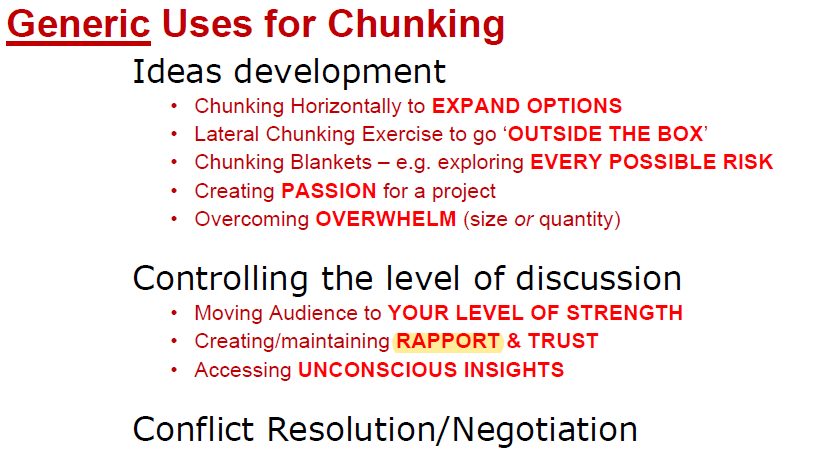 Generic Uses for Chunking
Ideas development
• Chunking Horizontally to EXPAND OPTIONS
• Lateral Chunking Exercise to go ‘OUTSIDE THE BOX’
• Chunking Blankets – e.g. exploring EVERY POSSIBLE RISK
• Creating PASSION for a project
• Overcoming OVERWHELM (size or quantity)
Controlling the level of discussion
• Moving Audience to YOUR LEVEL OF STRENGTH
• Creating/maintaining RAPPORT & TRUST
• Accessing UNCONSCIOUS INSIGHTS
Conflict Resolution/Negotiation